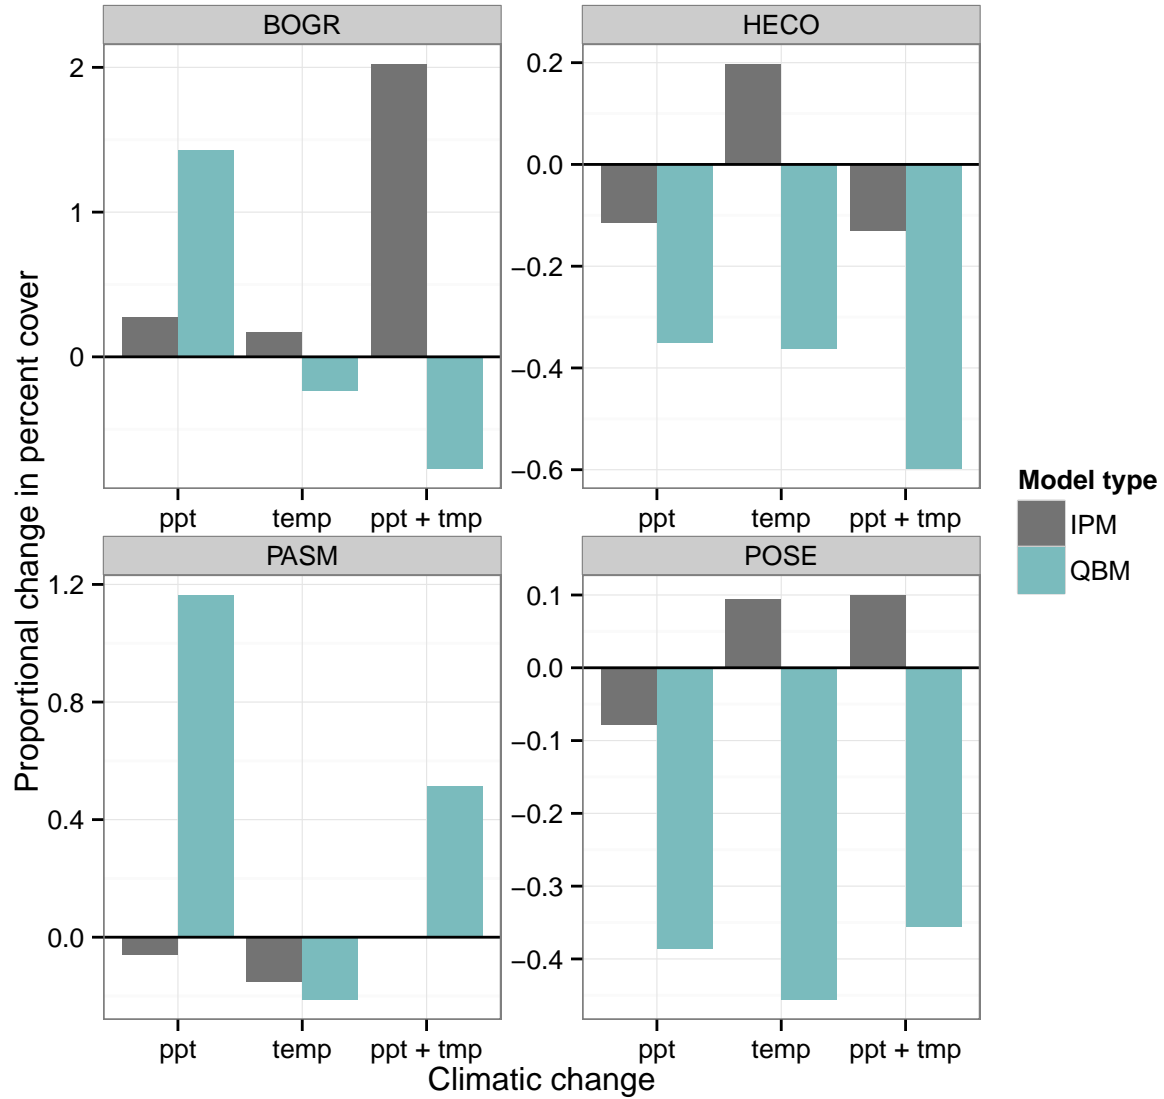 BOGR
HECO
2
1
0
0.2
0.0
−0.2
−0.4
−0.6
ppt temp ppt + tmp
ppt temp ppt + tmp
PASM
POSE
1.2
0.8
0.4
0.0
0.1
0.0
−0.1
−0.2
−0.3
−0.4
ppt temp ppt + tmp
ppt temp ppt + tmp
Proportional change in percent cover
Climatic change
Model type
IPM
QBM